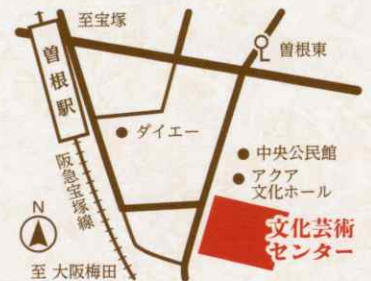 至宝塚
曽根駅
曽根東
ダイエー
中央公民館
アクア
文化ホール
阪急宝塚線
文化芸術
センター
N
至 大阪梅田